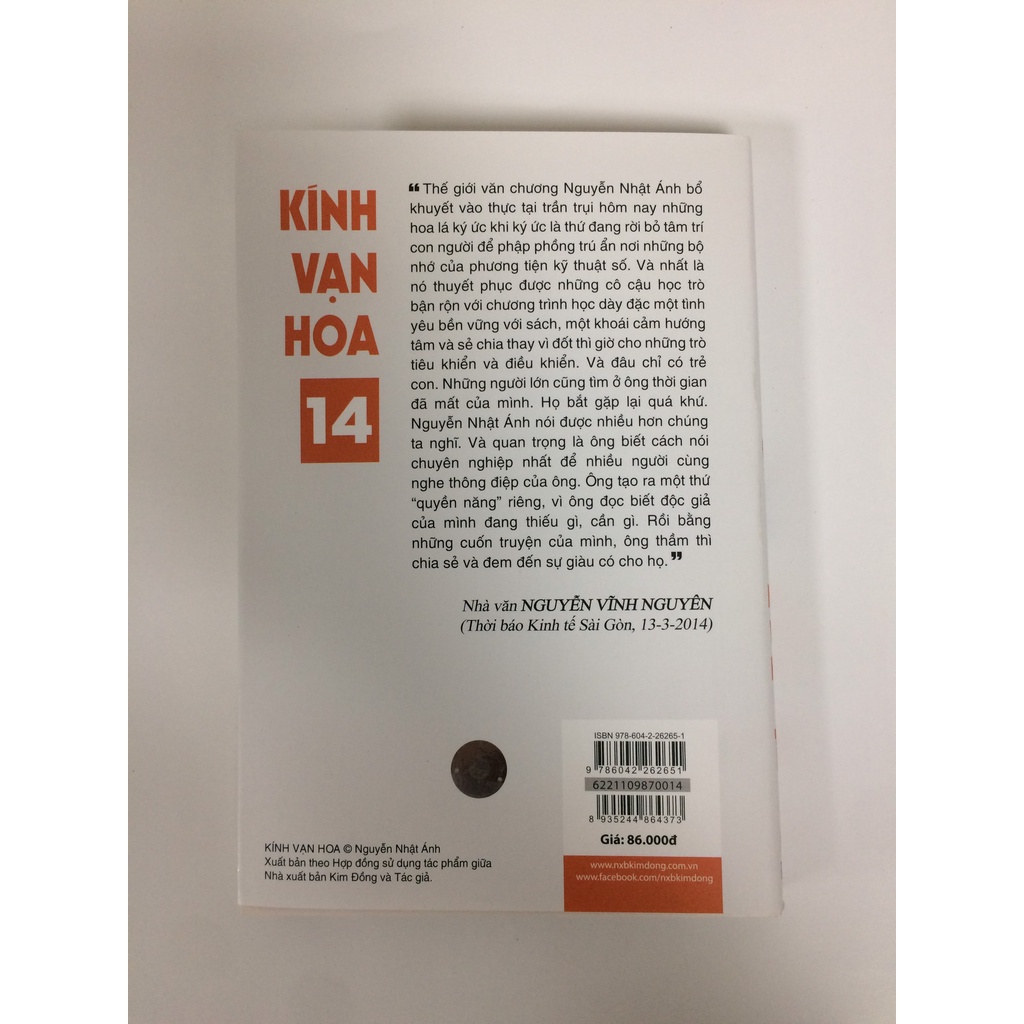 KÍNH
VẠN
HOA
14
❝Thế giới văn chương Nguyễn Nhật Ánh bổ
khuyết vào thực tại trần trụi hôm nay những
hoa lá ký ức khi ký ức là thứ đang rời bỏ tâm trí
con người để phập phồng trú ẩn nơi những bộ
nhớ của phương tiện kỹ thuật số. Và nhất là
nó thuyết phục được những cô cậu học trò
bận rộn với chương trình học dày đặc một tình
yêu bền vững với sách, một khoái cảm hướng
tâm và sẻ chia thay vì đốt thì giờ cho những trò
tiêu khiển và điều khiển. Và đâu chỉ có trẻ
con. Những người lớn cũng tìm ở ông thời gian
đã mất của mình. Họ bắt gặp lại quá khứ.
Nguyễn Nhật Ánh nói được nhiều hơn chúng
ta nghĩ. Và quan trọng là ông biết cách nói
chuyên nghiệp nhất để nhiều người cùng
nghe thông điệp của ông. Ông tạo ra một thứ
“quyền năng” riêng, vì ông đọc biết độc giả
của mình đang thiếu gì, cần gì. Rồi bằng
những cuốn truyện của mình, ông thầm thì
chia sẻ và đem đến sự giàu có cho họ.❞
Nhà văn NGUYỄN VĨNH NGUYÊN
(Thời báo Kinh tế Sài Gòn, 13-3-2014)
ISBN 978-604-2-26265-1
9 786042 262651
6221109870014
8 935244 864373
Giá: 86.000đ
www.nxbkimdong.com.vn
www.facebook.com/nxbkimdong
KÍNH VẠN HOA © Nguyễn Nhật Ánh
Xuất bản theo Hợp đồng sử dụng tác phẩm giữa
Nhà xuất bản Kim Đồng và Tác giả.